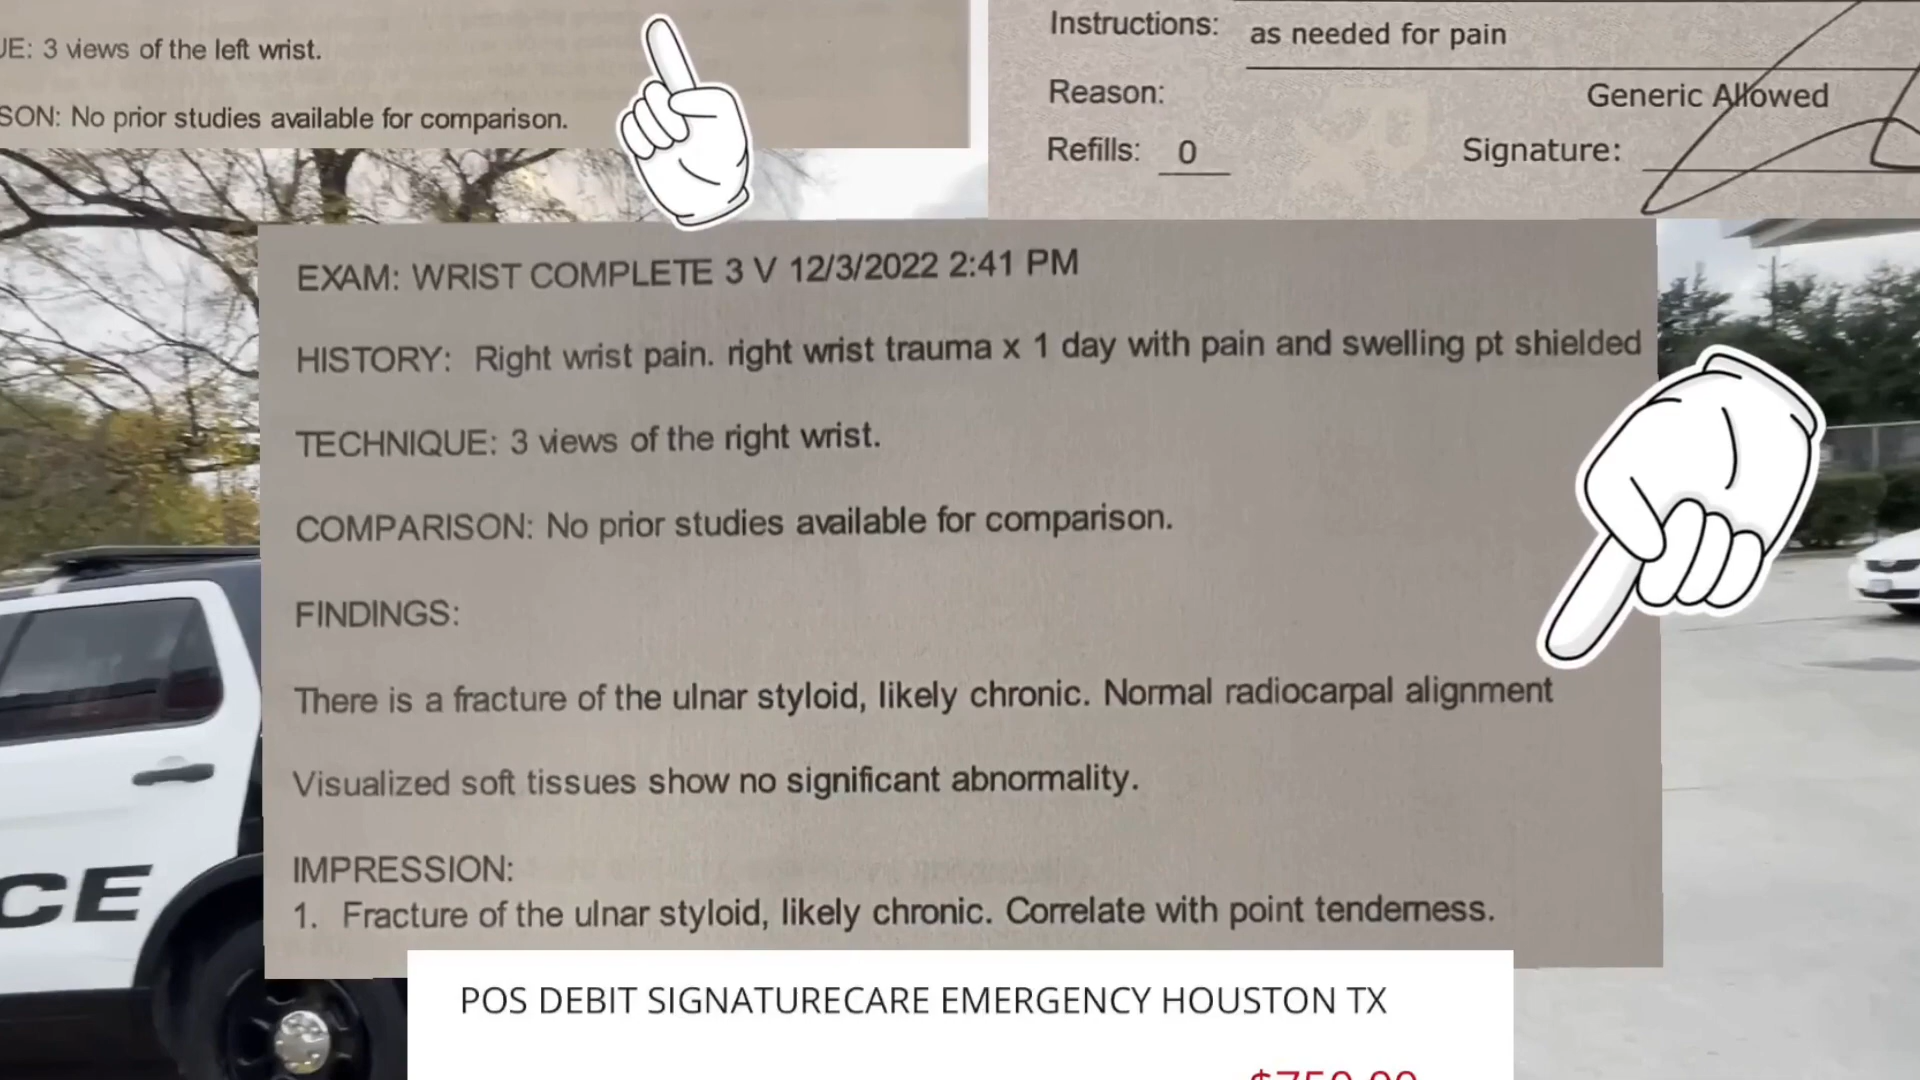 UE: 3 views of the left wrist.
SON: No prior studies available for comparison.
Instructions: as needed for pain
Reason:
Generic Allowed
Refills: 0
Signature:
EXAM: WRIST COMPLETE 3 V 12/3/2022 2:41 PM
HISTORY: Right wrist pain. right wrist trauma x 1 day with pain and swelling pt shielded
TECHNIQUE: 3 views of the right wrist.
COMPARISON: No prior studies available for comparison.
FINDINGS:
There is a fracture of the ulnar styloid, likely chronic. Normal radiocarpal alignment
Visualized soft tissues show no significant abnormality.
IMPRESSION:
1. Fracture of the ulnar styloid, likely chronic. Correlate with point tenderness.
CE
POS DEBIT SIGNATURECARE EMERGENCY HOUSTON TX